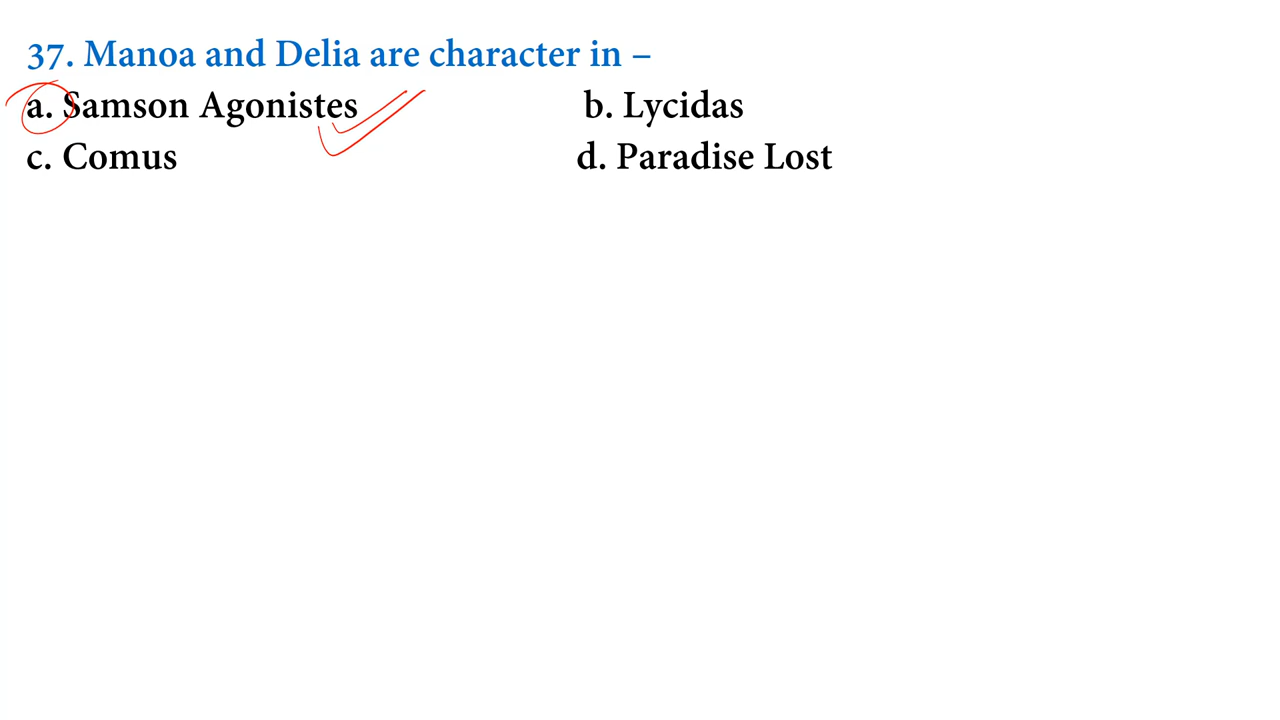 37. Manoa and Delia are character in –
a. Samson Agonistes b. Lycidas
c. Comus d. Paradise Lost